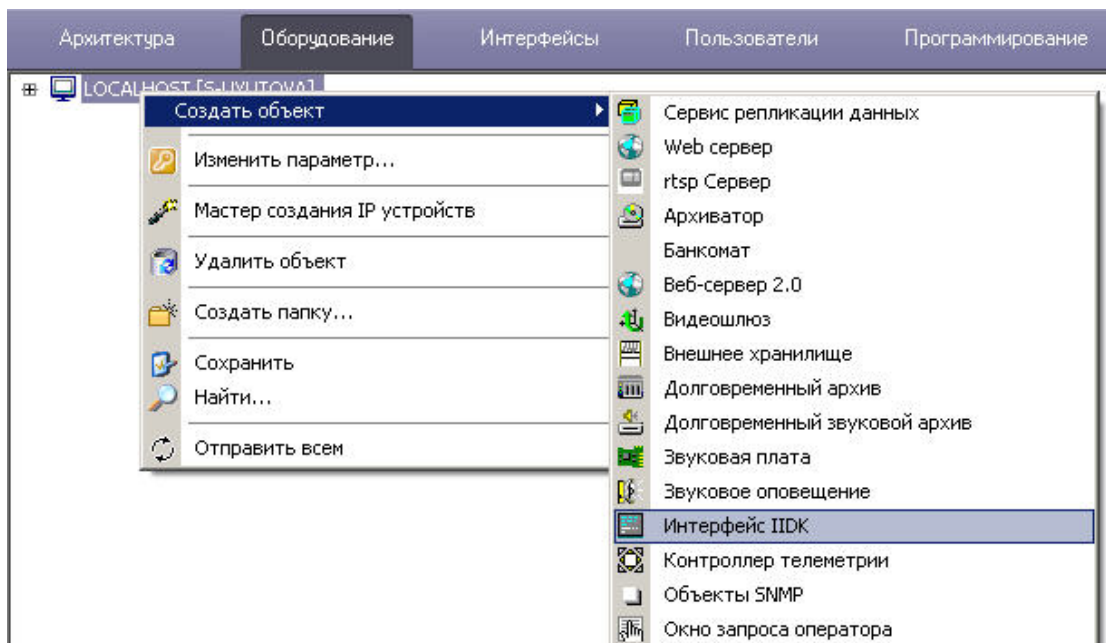 Архитектура Оборудование Интерфейсы Пользователи Программирование
LOCALHOST [S-UYUTOVA]
Создать объект
Изменить параметр...
Мастер создания IP устройств
Удалить объект
Создать папку...
Сохранить
Найти...
Отправить всем
Сервис репликации данных
Web сервер
rtsp Сервер
Архиватор
Банкомат
Веб-сервер 2.0
Видеошлюз
Внешнее хранилище
Долговременный архив
Долговременный звуковой архив
Звуковая плата
Звуковое оповещение
Интерфейс IIDK
Контроллер телеметрии
Объекты SNMP
Окно запроса оператора